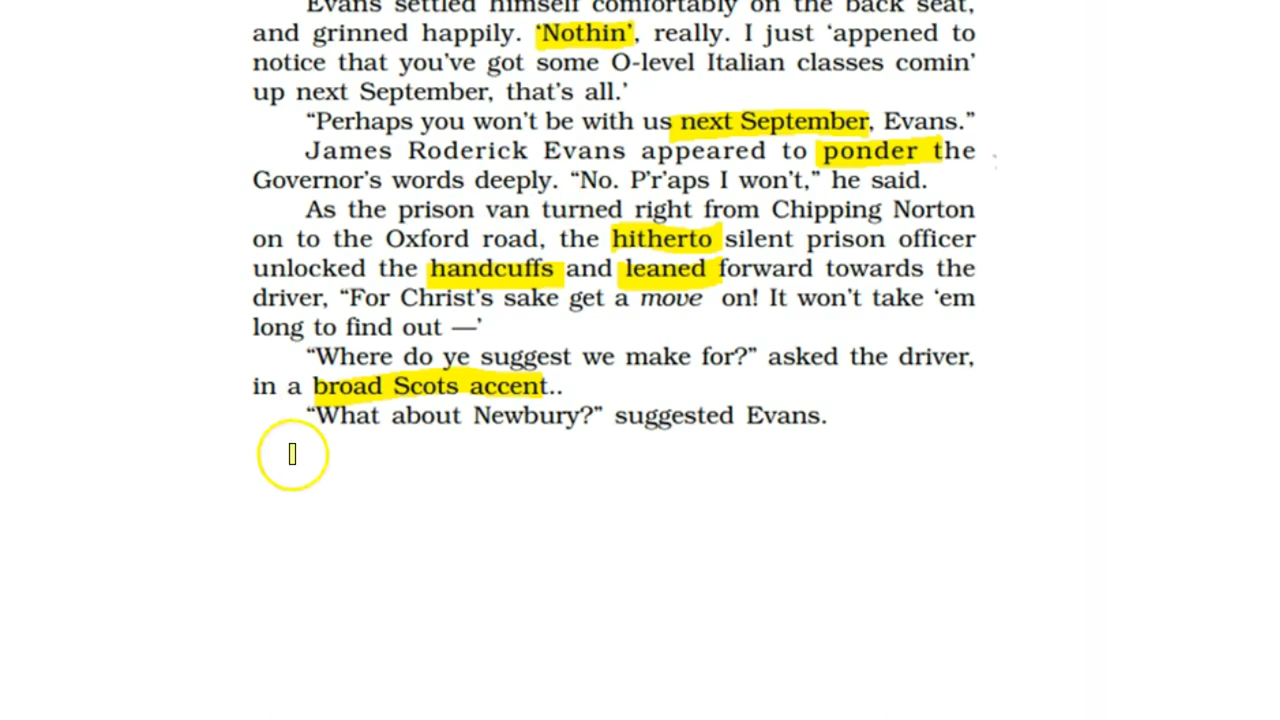 Evans settled himself comfortably on the back seat,
and grinned happily. ‘Nothin’, really. I just ‘appened to
notice that you’ve got some O-level Italian classes comin’
up next September, that’s all.’
“Perhaps you won’t be with us next September, Evans.”
James Roderick Evans appeared to ponder the
Governor’s words deeply. “No. P’r’aps I won’t,” he said.
As the prison van turned right from Chipping Norton
on to the Oxford road, the hitherto silent prison officer
unlocked the handcuffs and leaned forward towards the
driver, “For Christ’s sake get a move on! It won’t take ‘em
long to find out —’
“Where do ye suggest we make for?” asked the driver,
in a broad Scots accent..
“What about Newbury?” suggested Evans.